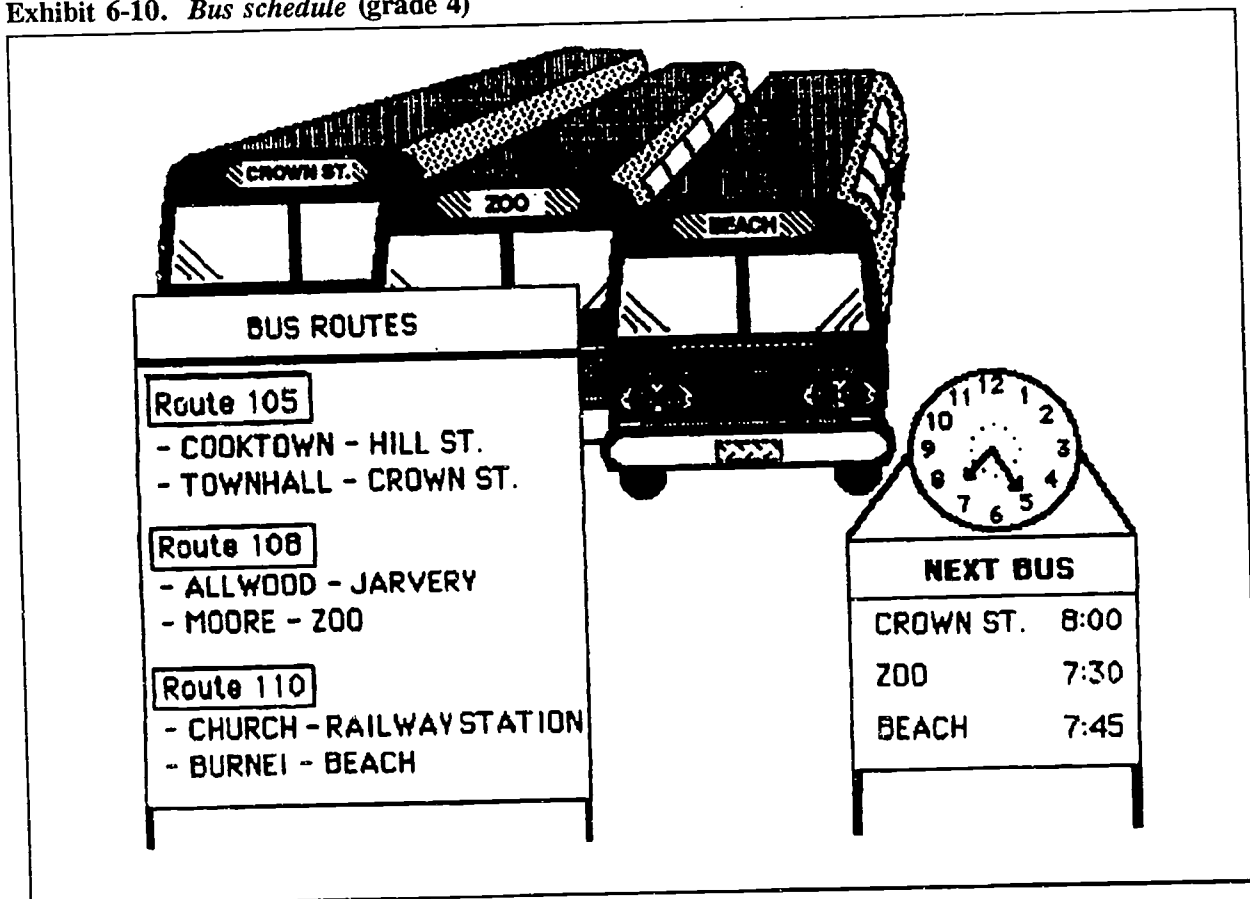 Exhibit 6-10. Bus schedule (grade 4)
CROWN ST.
ZOO
BEACH
BUS ROUTES
Route 105
- COOKTOWN - HILL ST.
- TOWNHALL - CROWN ST.
Route 108
- ALLWOOD - JARVERY
- MOORE - ZOO
Route 110
- CHURCH - RAILWAY STATION
- BURNEI - BEACH
12
11 1
10 2
9 3
8 4
7 5
6
NEXT BUS
CROWN ST. 8:00
ZOO 7:30
BEACH 7:45